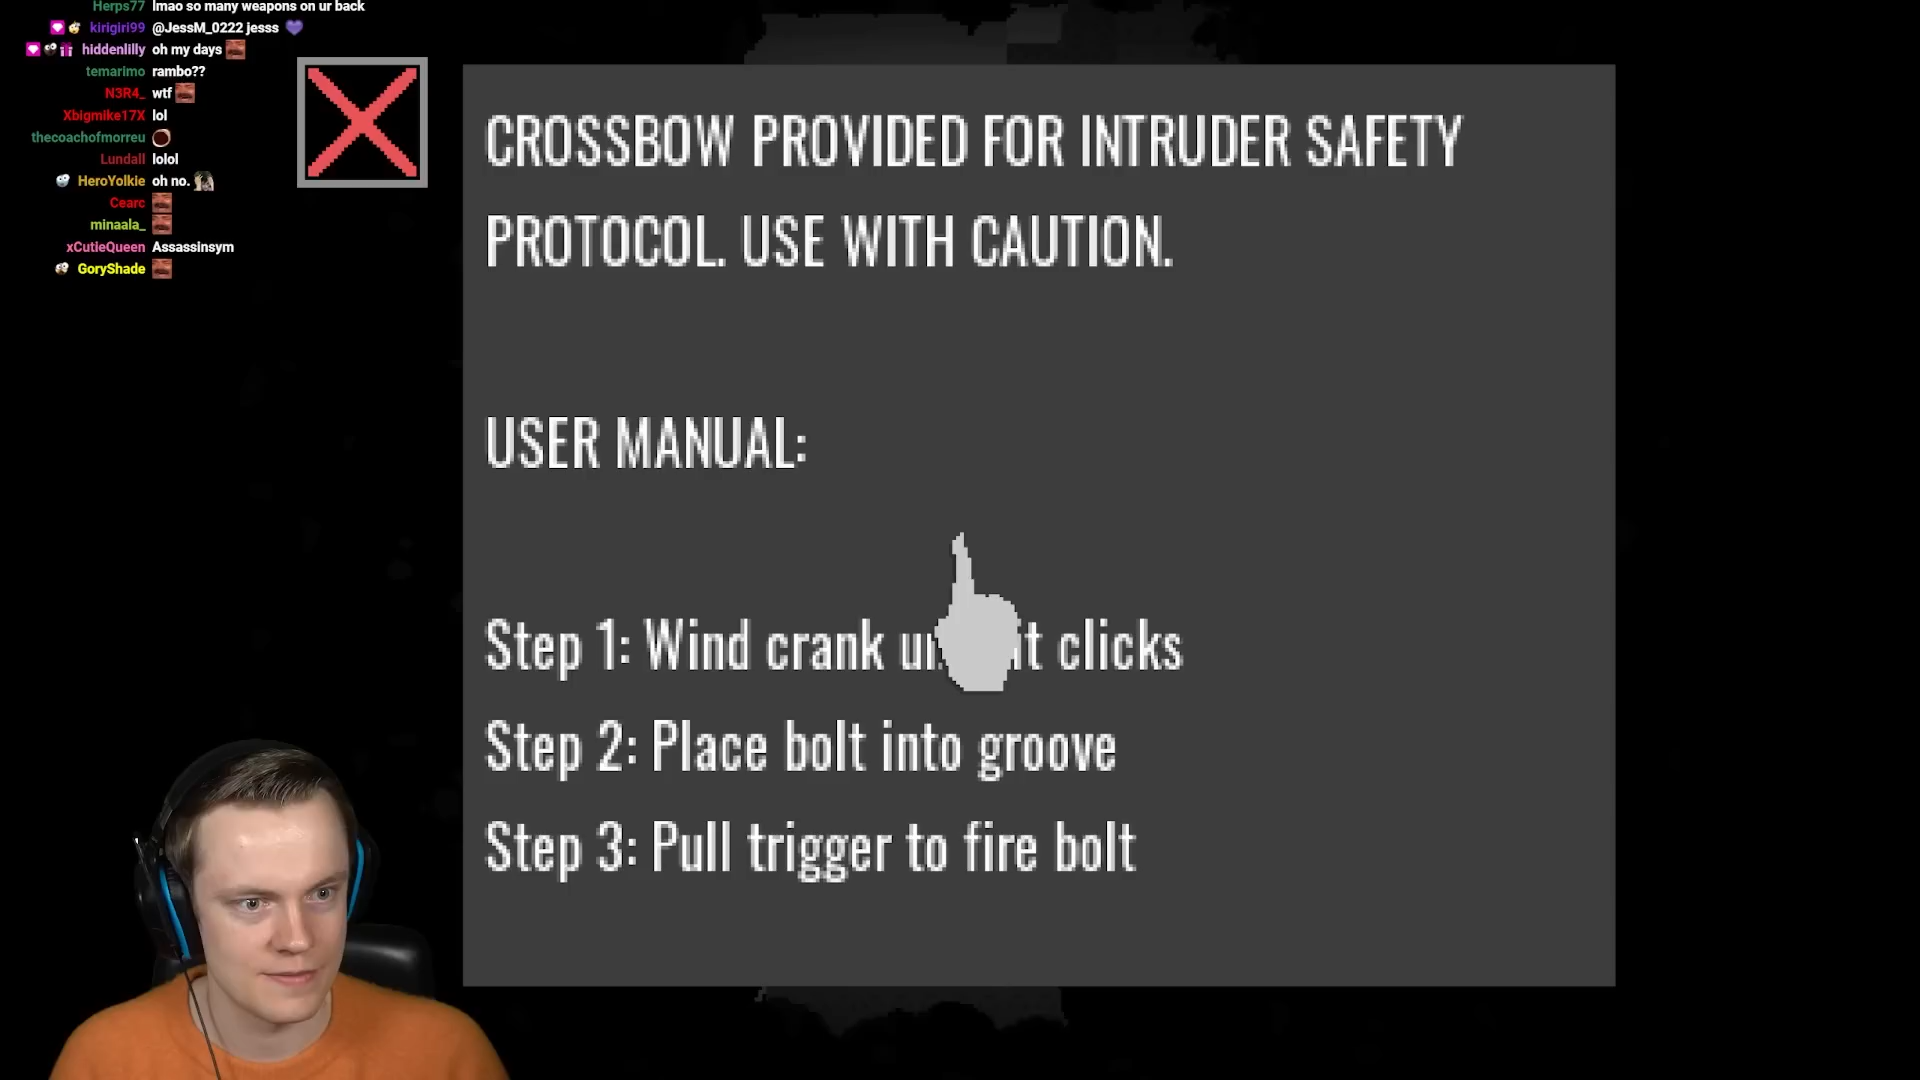 Herps77 lmao so many weapons on ur back
kirigiri99 @JessM_0222 jesss
hiddenlilly oh my days
temarimo rambo??
N3R4_ wtf
Xbigmike17X lol
thecoachofmorreu
Lundall lolol
HeroYolkie oh no.
Cearc
minaala_
xCutieQueen Assassinsym
GoryShade
CROSSBOW PROVIDED FOR INTRUDER SAFETY
PROTOCOL. USE WITH CAUTION.
USER MANUAL:
Step 1: Wind crank until it clicks
Step 2: Place bolt into groove
Step 3: Pull trigger to fire bolt